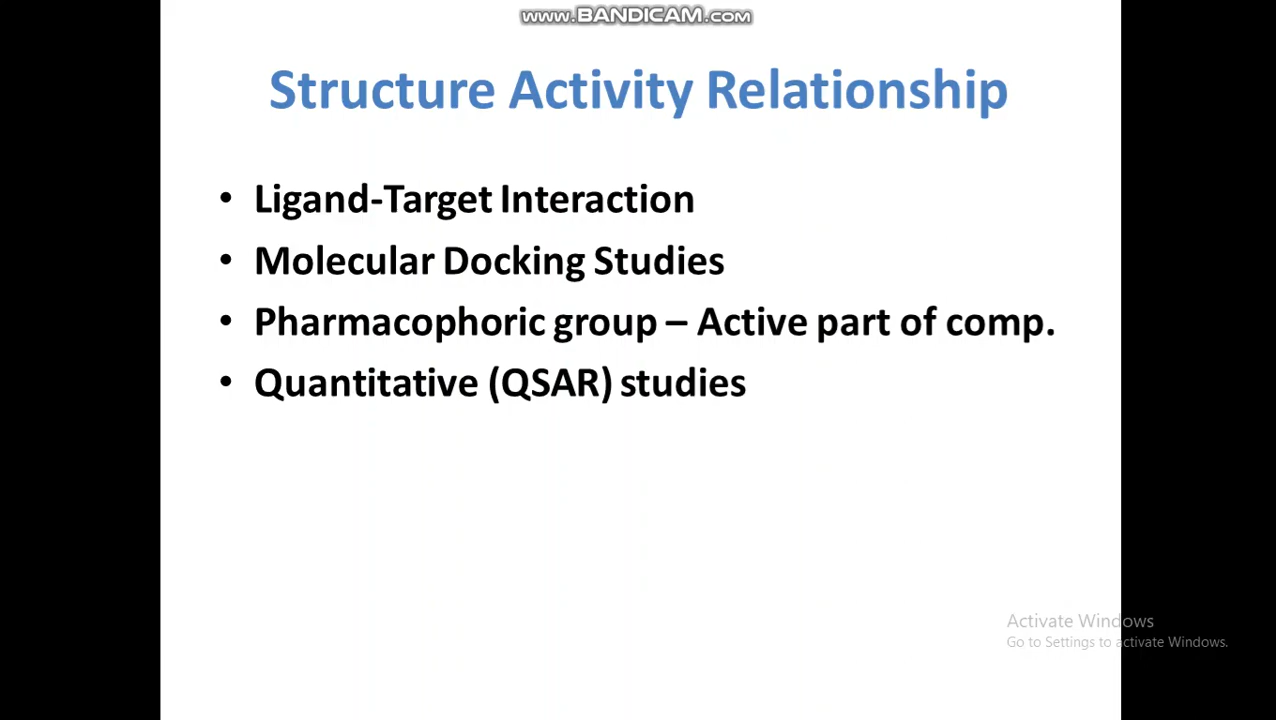 www.BANDICAM.com
Structure Activity Relationship
• Ligand-Target Interaction
• Molecular Docking Studies
• Pharmacophoric group – Active part of comp.
• Quantitative (QSAR) studies
Activate Windows
Go to Settings to activate Windows.